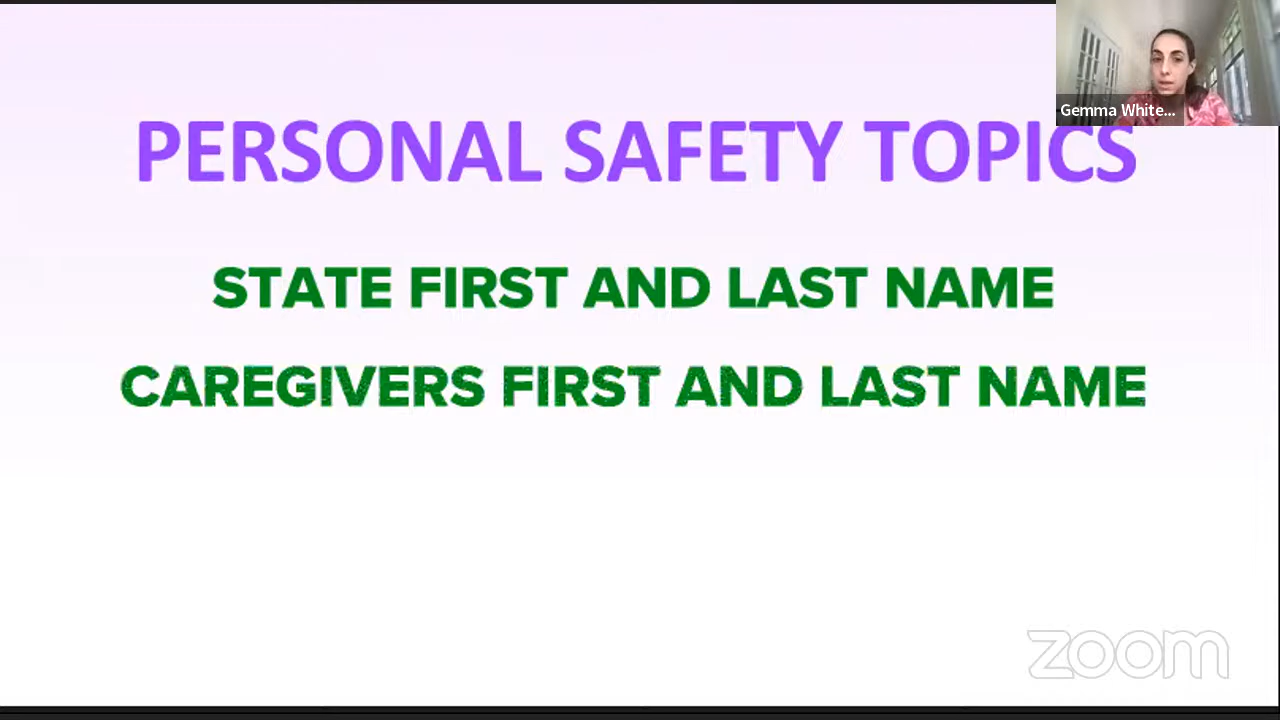 Gemma White...
PERSONAL SAFETY TOPICS
STATE FIRST AND LAST NAME
CAREGIVERS FIRST AND LAST NAME
zoom